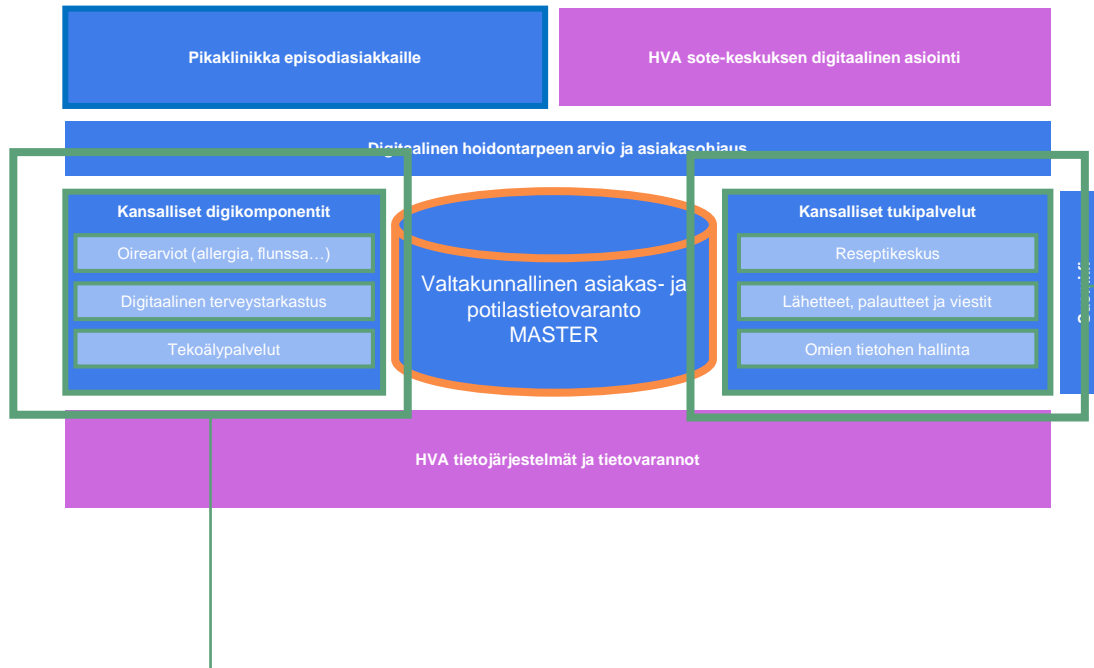 Pikaklinikka episodiasiakkaille
HVA sote-keskuksen digitaalinen asiointi
Digitaalinen hoidontarpeen arvio ja asiakasohjaus
Kansalliset digikomponentit
Oirearviot (allergia, flunssa…)
Digitaalinen terveystarkastus
Tekoälypalvelut
Valtakunnallinen asiakas- ja
potilastietovaranto
MASTER
Kansalliset tukipalvelut
Reseptikeskus
Lähetteet, palautteet ja viestit
Omien tietohen hallinta
HVA tietojärjestelmät ja tietovarannot